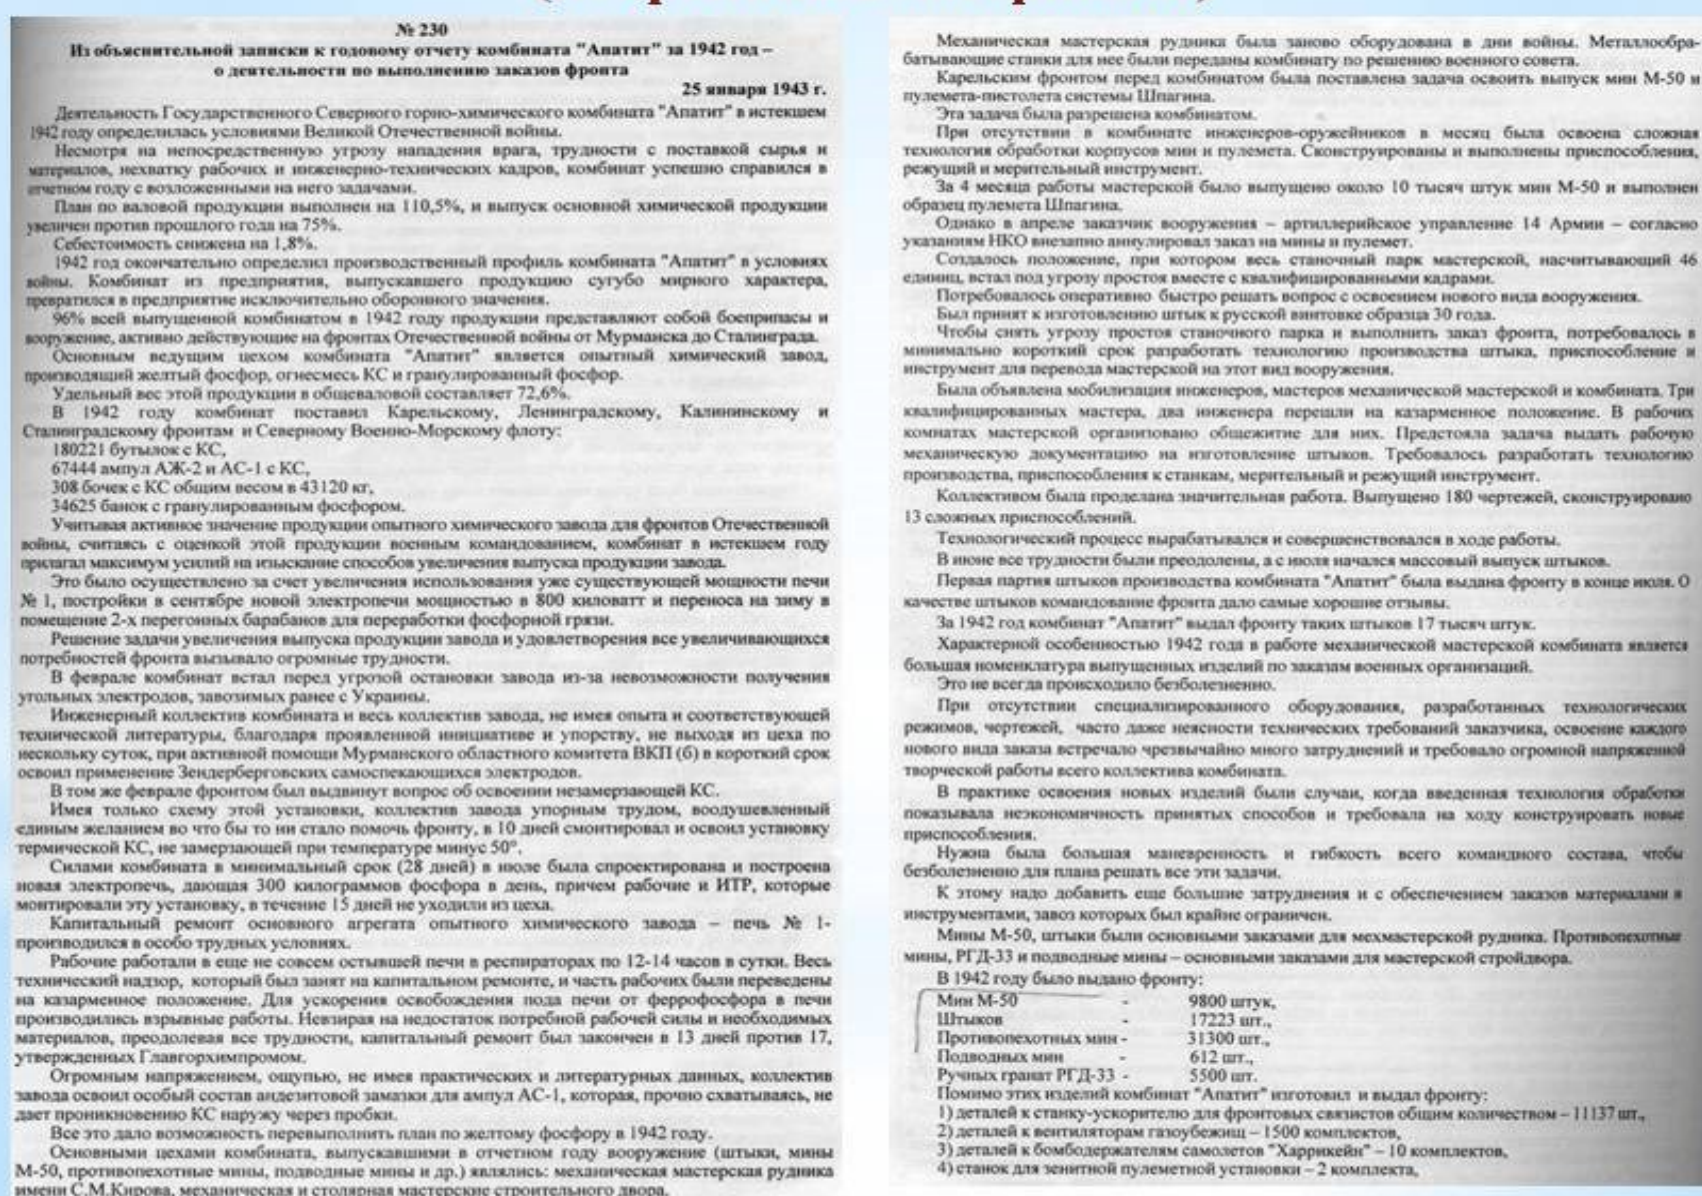 № 230
Из объяснительной записки к годовому отчету комбината "Апатит" за 1942 год –
о деятельности по выполнению заказов фронта
25 января 1943 г.
Деятельность Государственного Северного горно-химического комбината "Апатит" в истекшем
1942 году определилась условиями Великой Отечественной войны.
Несмотря на непосредственную угрозу нападения врага, трудности с поставкой сырья и
материалов, нехватку рабочих и инженерно-технических кадров, комбинат успешно справился в
отчетном году с возложенными на него задачами.
План по валовой продукции выполнен на 110,5%, и выпуск основной химической продукции
увеличен против прошлого года на 75%.
Себестоимость снижена на 1,8%.
1942 год окончательно определил производственный профиль комбината "Апатит" в условиях
войны. Комбинат из предприятия, выпускавшего продукцию сугубо мирного характера,
превратился в предприятие исключительно оборонного значения.
96% всей выпущенной комбинатом в 1942 году продукции представляют собой боеприпасы и
вооружение, активно действующие на фронтах Отечественной войны от Мурманска до Сталинграда.
Основным ведущим цехом комбината "Апатит" является опытный химический завод,
производящий желтый фосфор, огнесмесь КС и гранулированный фосфор.
Удельный вес этой продукции в общеваловой составляет 72,6%.
В 1942 году комбинат поставил Карельскому, Ленинградскому, Калининскому и
Сталинградскому фронтам и Северному Военно-Морскому флоту:
180221 бутылок с КС,
67444 ампул АЖ-2 и АС-1 с КС,
308 бочек с КС общим весом в 43120 кг,
34625 банок с гранулированным фосфором.
Учитывая активное значение продукции опытного химического завода для фронтов Отечественной
войны, считаясь с оценкой этой продукции военным командованием, комбинат в истекшем году
прилагал максимум усилий на изыскание способов увеличения выпуска продукции завода.
Это было осуществлено за счет увеличения использования уже существующей мощности печи
№ 1, постройки в сентябре новой электропечи мощностью в 800 киловатт и переноса на зиму в
помещение 2-х перегонных барабанов для переработки фосфорной грязи.
Решение задачи увеличения выпуска продукции завода и удовлетворения все увеличивающихся
потребностей фронта вызывало огромные трудности.
В феврале комбинат встал перед угрозой остановки завода из-за невозможности получения
угольных электродов, завозимых ранее с Украины.
Инженерный коллектив комбината и весь коллектив завода, не имея опыта и соответствующей
технической литературы, благодаря проявленной инициативе и упорству, не выходя из цеха по
нескольку суток, при активной помощи Мурманского областного комитета ВКП (б) в короткий срок
освоил применение Зендерберговских самоспекающихся электродов.
В том же феврале фронтом был выдвинут вопрос об освоении незамерзающей КС.
Имея только схему этой установки, коллектив завода упорным трудом, воодушевленный
единым желанием во что бы то ни стало помочь фронту, в 10 дней смонтировал и освоил установку
термической КС, не замерзающей при температуре минус 50°.
Силами комбината в минимальный срок (28 дней) в июле была спроектирована и построена
новая электропечь, дающая 300 килограммов фосфора в день, причем рабочие и ИТР, которые
монтировали эту установку, в течение 15 дней не уходили из цеха.
Капитальный ремонт основного агрегата опытного химического завода – печь № 1-
производился в особо трудных условиях.
Рабочие работали в еще не совсем остывшей печи в респираторах по 12-14 часов в сутки. Весь
технический надзор, который был занят на капитальном ремонте, и часть рабочих были переведены
на казарменное положение. Для ускорения освобождения пода печи от феррофосфора в печи
производились взрывные работы. Невзирая на недостаток потребной рабочей силы и необходимых
материалов, преодолевая все трудности, капитальный ремонт был закончен в 13 дней против 17,
утвержденных Главгорхимпромом.
Огромным напряжением, ощупью, не имея практических и литературных данных, коллектив
завода освоил особый состав андезитовой замазки для ампул АС-1, которая, прочно схватываясь, не
дает проникновению КС наружу через пробки.
Все это дало возможность перевыполнить план по желтому фосфору в 1942 году.
Основными цехами комбината, выпускавшими в отчетном году вооружение (штыки, мины
М-50, противопехотные мины, подводные мины и др.) являлись: механическая мастерская рудника
имени С.М.Кирова, механическая и столярная мастерские строительного двора.
Механическая мастерская рудника была заново оборудована в дни войны. Металлообра-
батывающие станки для нее были переданы комбинату по решению военного совета.
Карельским фронтом перед комбинатом была поставлена задача освоить выпуск мин М-50 и
пулемета-пистолета системы Шпагина.
Эта задача была разрешена комбинатом.
При отсутствии в комбинате инженеров-оружейников в месяц была освоена сложная
технология обработки корпусов мин и пулемета. Сконструированы и выполнены приспособления,
режущий и мерительный инструмент.
За 4 месяца работы мастерской было выпущено около 10 тысяч штук мин М-50 и выполнен
образец пулемета Шпагина.
Однако в апреле заказчик вооружения – артиллерийское управление 14 Армии – согласно
указаниям НКО внезапно аннулировал заказ на мины и пулемет.
Создалось положение, при котором весь станочный парк мастерской, насчитывающий 46
единиц, встал под угрозу простоя вместе с квалифицированными кадрами.
Потребовалось оперативно быстро решать вопрос с освоением нового вида вооружения.
Был принят к изготовлению штык к русской винтовке образца 30 года.
Чтобы снять угрозу простоя станочного парка и выполнить заказ фронта, потребовалось в
минимально короткий срок разработать технологию производства штыка, приспособление и
инструмент для перевода мастерской на этот вид вооружения.
Была объявлена мобилизация инженеров, мастеров механической мастерской и комбината. Три
квалифицированных мастера, два инженера перешли на казарменное положение. В рабочих
комнатах мастерской организовано общежитие для них. Предстояла задача выдать рабочую
механическую документацию на изготовление штыков. Требовалось разработать технологию
производства, приспособления к станкам, мерительный и режущий инструмент.
Коллективом была проделана значительная работа. Выпущено 180 чертежей, сконструировано
13 сложных приспособлений.
Технологический процесс вырабатывался и совершенствовался в ходе работы.
В июне все трудности были преодолены, а с июля начался массовый выпуск штыков.
Первая партия штыков производства комбината "Апатит" была выдана фронту в конце июля. О
качестве штыков командование фронта дало самые хорошие отзывы.
За 1942 год комбинат "Апатит" выдал фронту таких штыков 17 тысяч штук.
Характерной особенностью 1942 года в работе механической мастерской комбината является
большая номенклатура выпущенных изделий по заказам военных организаций.
Это не всегда происходило безболезненно.
При отсутствии специализированного оборудования, разработанных технологических
режимов, чертежей, часто даже неясности технических требований заказчика, освоение каждого
нового вида заказа встречало чрезвычайно много затруднений и требовало огромной напряженной
творческой работы всего коллектива комбината.
В практике освоения новых изделий были случаи, когда введенная технология обработки
показывала неэкономичность принятых способов и требовала на ходу конструировать новые
приспособления.
Нужна была большая маневренность и гибкость всего командного состава, чтобы
безболезненно для плана решать все эти задачи.
К этому надо добавить еще большие затруднения и с обеспечением заказов материалами и
инструментами, завоз которых был крайне ограничен.
Мины М-50, штыки были основными заказами для мехмастерской рудника. Противопехотные
мины, РГД-33 и подводные мины – основными заказами для мастерской стройдвора.
В 1942 году было выдано фронту:
Мин М-50 - 9800 штук,
Штыков - 17223 шт.,
Противопехотных мин - 31300 шт.,
Подводных мин - 612 шт.,
Ручных гранат РГД-33 - 5500 шт.
Помимо этих изделий комбинат "Апатит" изготовил и выдал фронту:
1) деталей к станку-ускорителю для фронтовых связистов общим количеством – 11137 шт.,
2) деталей к вентиляторам газоубежищ – 1500 комплектов,
3) деталей к бомбодержателям самолетов "Харрикейн" – 10 комплектов,
4) станок для зенитной пулеметной установки – 2 комплекта,